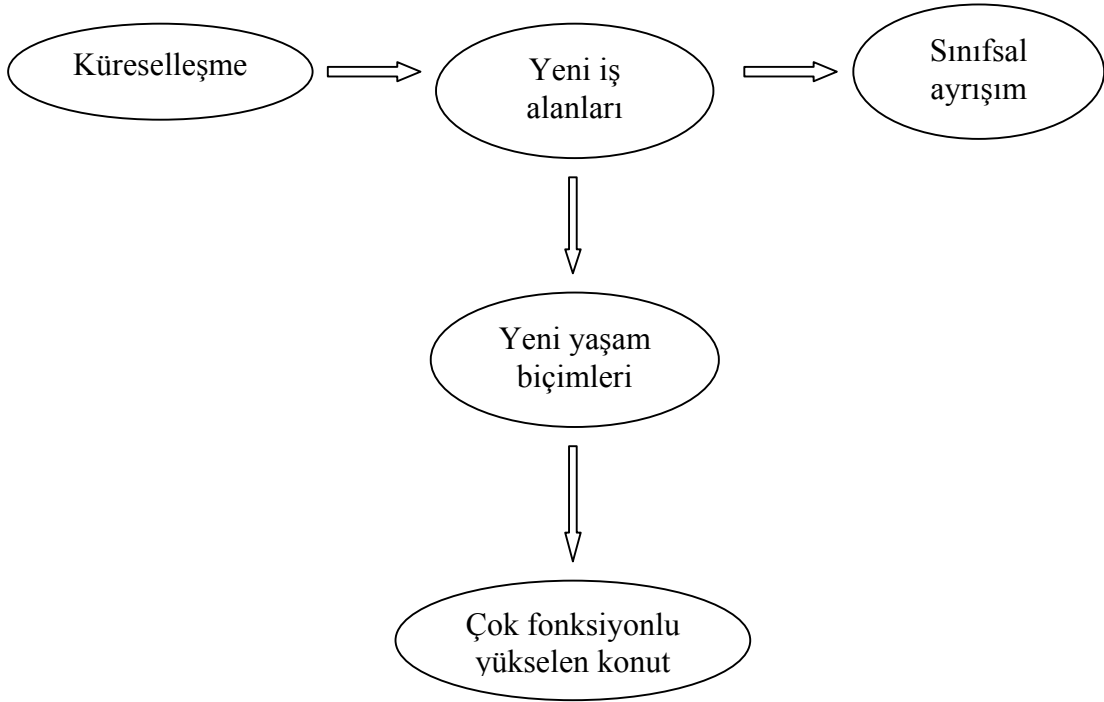 Küreselleşme
Yeni iş
alanları
Sınıfsal
ayrışım
Yeni yaşam
biçimleri
Çok fonksiyonlu
yükselen konut